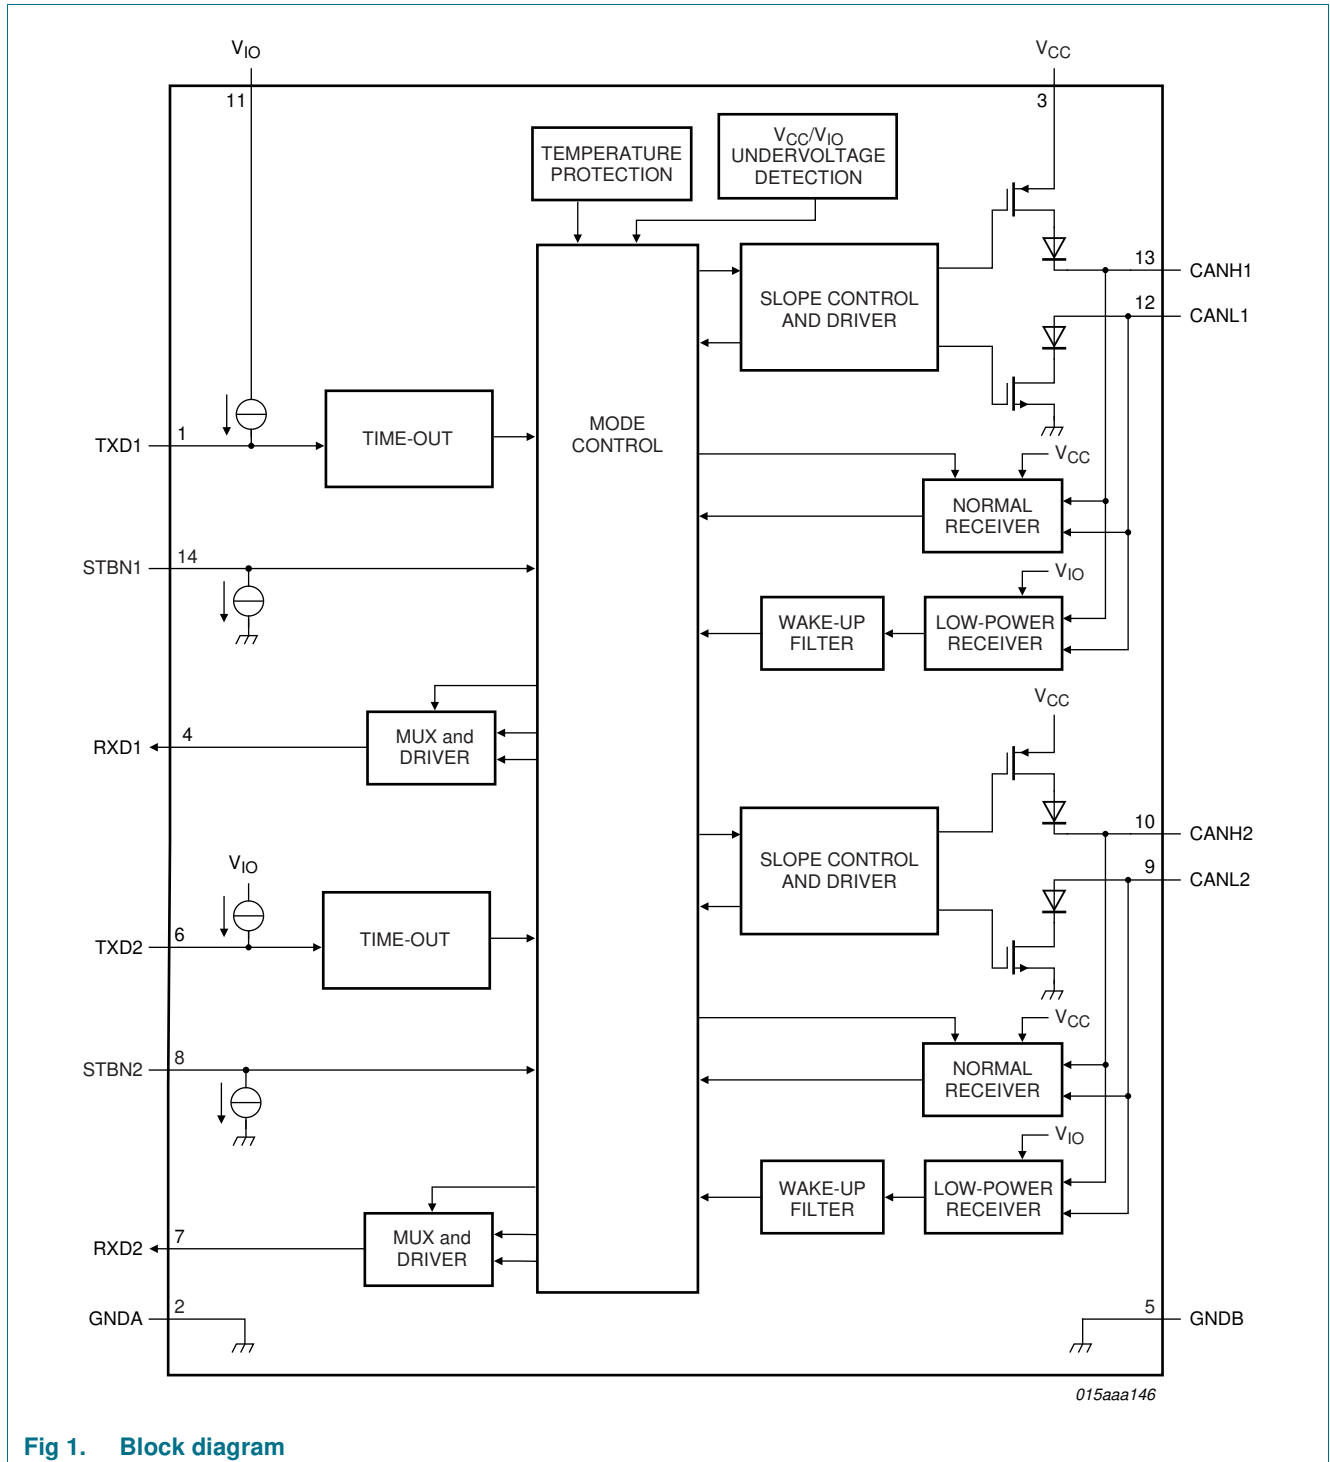 VIO
VCC
11
3
TEMPERATURE
PROTECTION
VCC/VIO
UNDERVOLTAGE
DETECTION
13
CANH1
SLOPE CONTROL
AND DRIVER
12
CANL1
MODE
CONTROL
1
TXD1
TIME-OUT
VCC
NORMAL
RECEIVER
14
STBN1
VIO
WAKE-UP
FILTER
LOW-POWER
RECEIVER
VCC
4
RXD1
MUX and
DRIVER
10
CANH2
SLOPE CONTROL
AND DRIVER
VIO
9
CANL2
6
TXD2
TIME-OUT
VCC
8
STBN2
NORMAL
RECEIVER
VIO
WAKE-UP
FILTER
LOW-POWER
RECEIVER
7
RXD2
MUX and
DRIVER
2
GNDA
5
GNDB
015aaa146
Fig 1. Block diagram